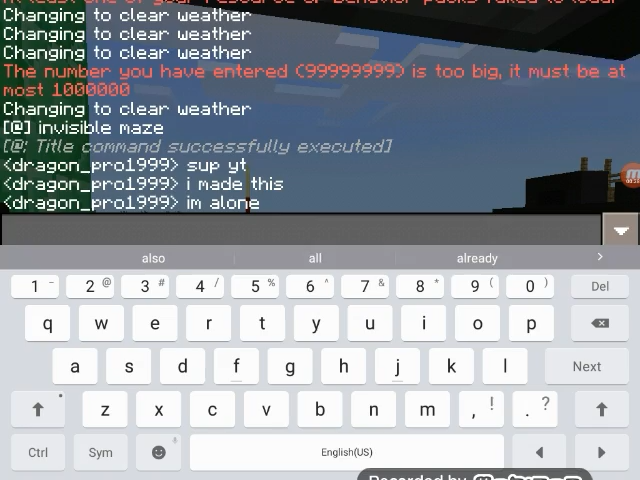 Changing to clear weather
Changing to clear weather
Changing to clear weather
The number you have entered (99999999) is too big, it must be at
most 1000000
Changing to clear weather
[@] invisible maze
[@: Title command successfully executed]
<dragon_pro1999> sup yt
<dragon_pro1999> i made this
<dragon_pro1999> im alone
also all already >
1 - 2 @ 3 # 4 / 5 % 6 ^ 7 & 8 * 9 ( 0 ) Del
q w e r t y u i o p
a s d f g h j k l Next
z x c v b n m , ! . ?
Ctrl Sym English(US)
Recorded by